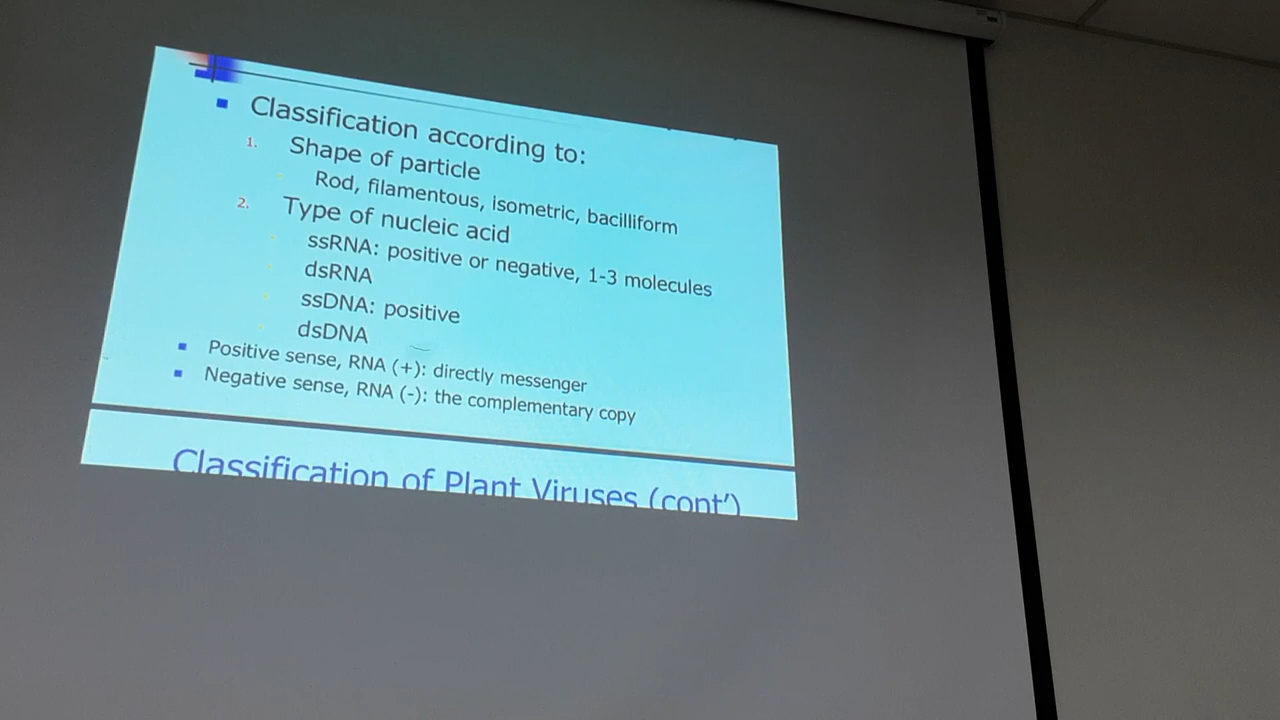 Classification according to:
1. Shape of particle
Rod, filamentous, isometric, bacilliform
2. Type of nucleic acid
ssRNA: positive or negative, 1-3 molecules
dsRNA
ssDNA: positive
dsDNA
Positive sense, RNA (+): directly messenger
Negative sense, RNA (-): the complementary copy
Classification of Plant Viruses (cont')